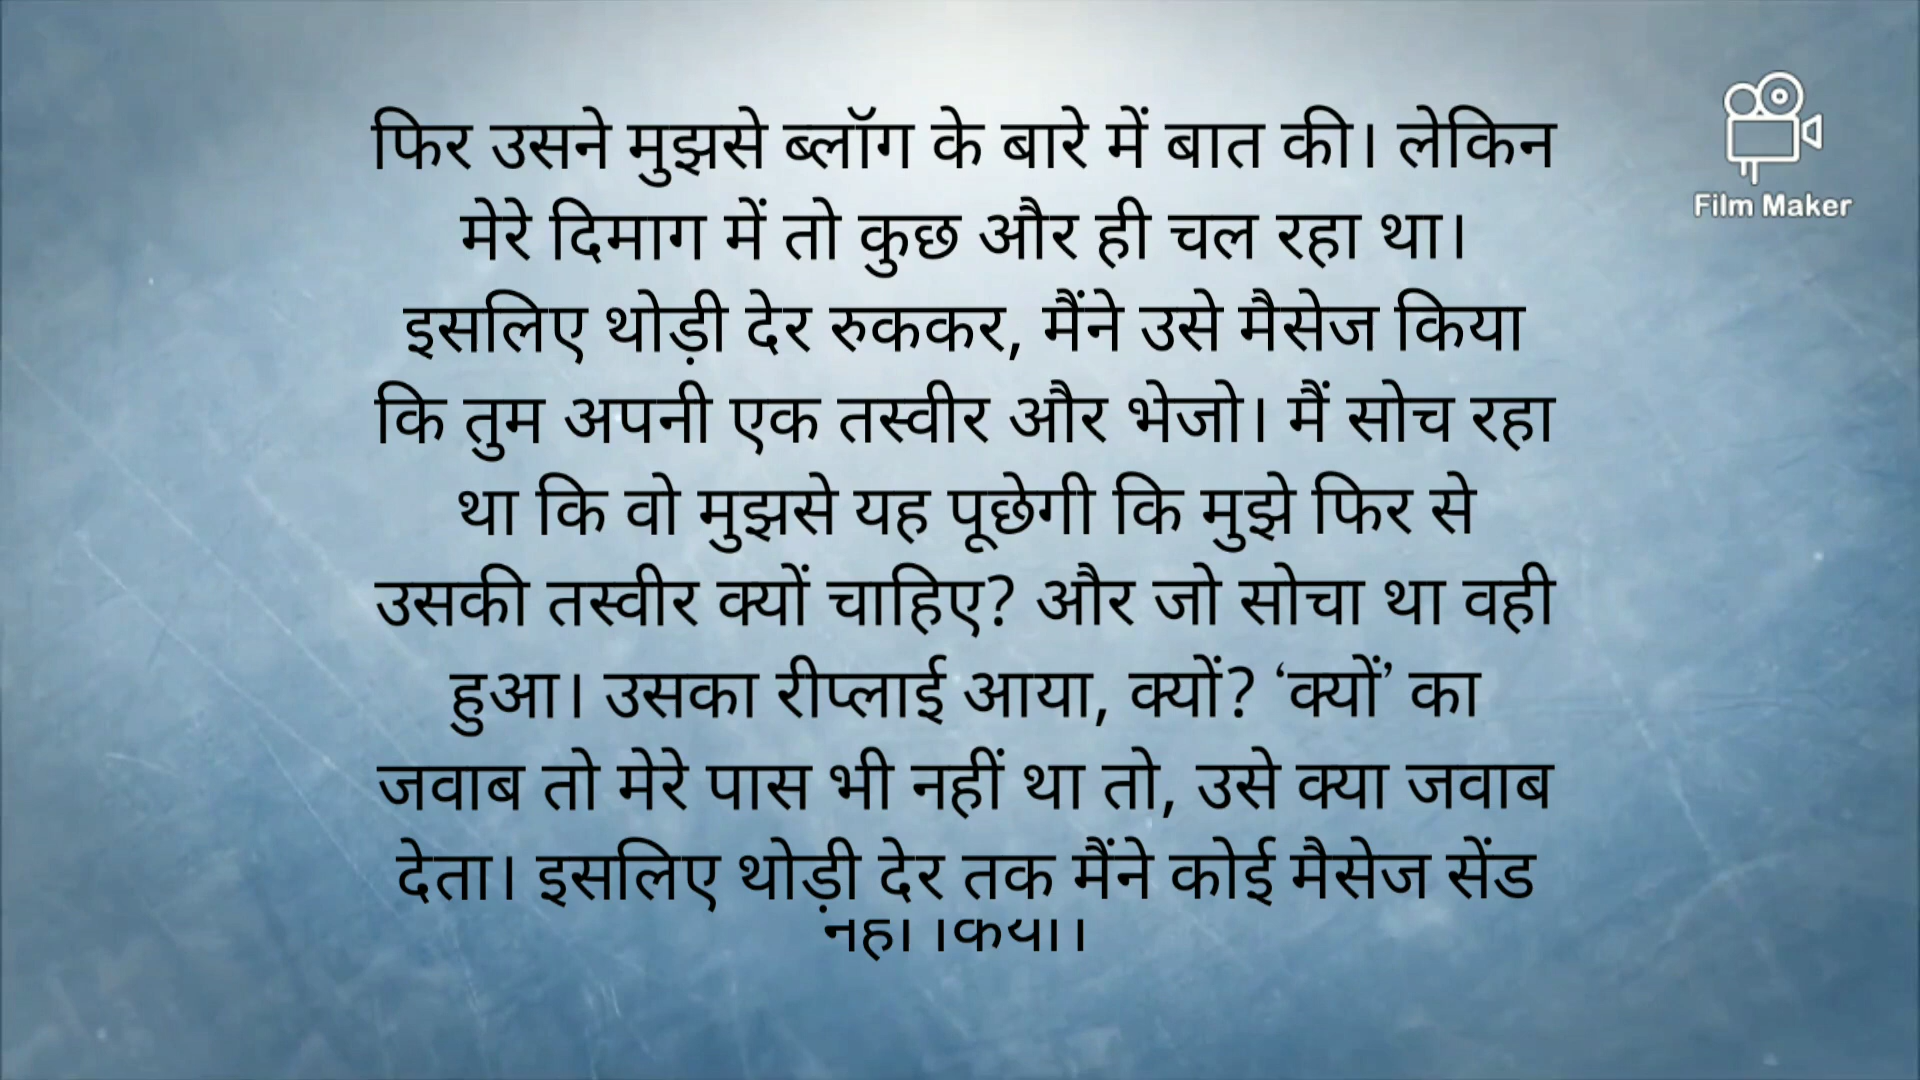 फिर उसने मुझसे ब्लॉग के बारे में बात की। लेकिन
मेरे दिमाग में तो कुछ और ही चल रहा था।
इसलिए थोड़ी देर रुककर, मैंने उसे मैसेज किया
कि तुम अपनी एक तस्वीर और भेजो। मैं सोच रहा
था कि वो मुझसे यह पूछेगी कि मुझे फिर से
उसकी तस्वीर क्यों चाहिए? और जो सोचा था वही
हुआ। उसका रीप्लाई आया, क्यों? ‘क्यों’ का
जवाब तो मेरे पास भी नहीं था तो, उसे क्या जवाब
देता। इसलिए थोड़ी देर तक मैंने कोई मैसेज सेंड
नहीं किया।
Film Maker